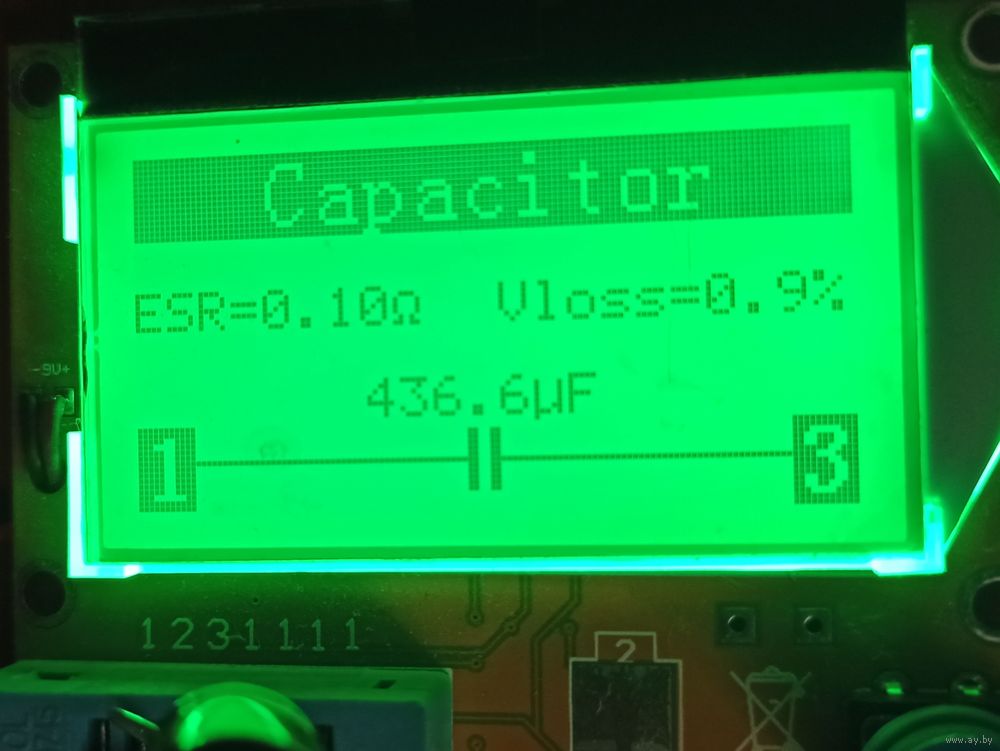 Capacitor
ESR=0.10Ω Vloss=0.9%
-9V+
436.6µF
1 3
1231111
2
www.ay.by